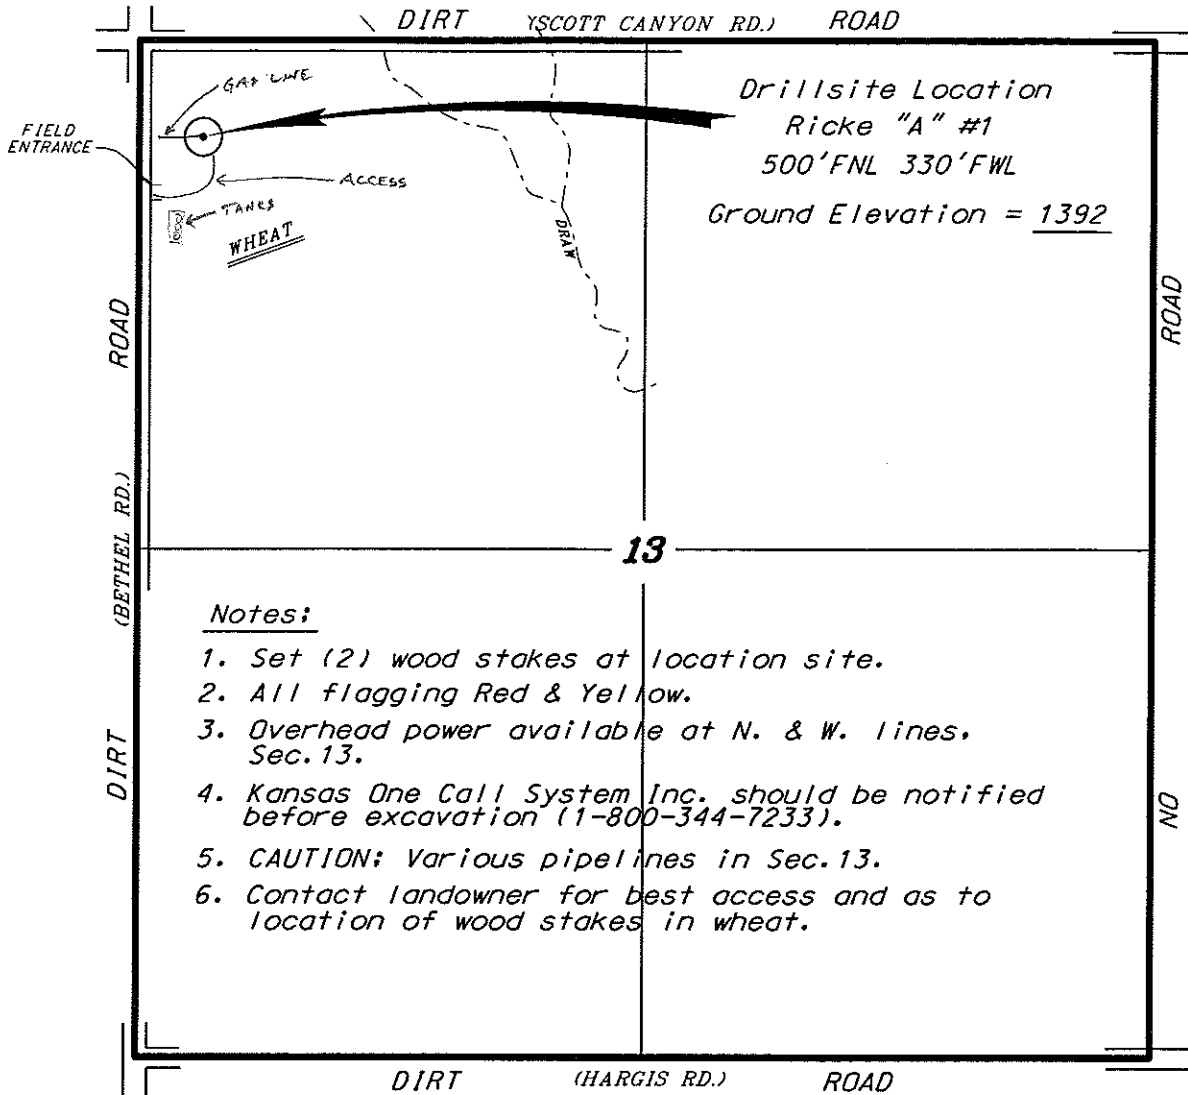 DIRT (SCOTT CANYON RD.) ROAD
GAS LINE
Drillsite Location
Ricke "A" #1
500'FNL 330'FWL
Ground Elevation = 1392
FIELD
ENTRANCE
ACCESS
TANKS
WHEAT
DRAW
ROAD
(BETHEL RD.)
DIRT
ROAD
NO
13
Notes:
1. Set (2) wood stakes at location site.
2. All flagging Red & Yellow.
3. Overhead power available at N. & W. lines,
Sec. 13.
4. Kansas One Call System Inc. should be notified
before excavation (1-800-344-7233).
5. CAUTION: Various pipelines in Sec. 13.
6. Contact landowner for best access and as to
location of wood stakes in wheat.
DIRT (HARGIS RD.) ROAD